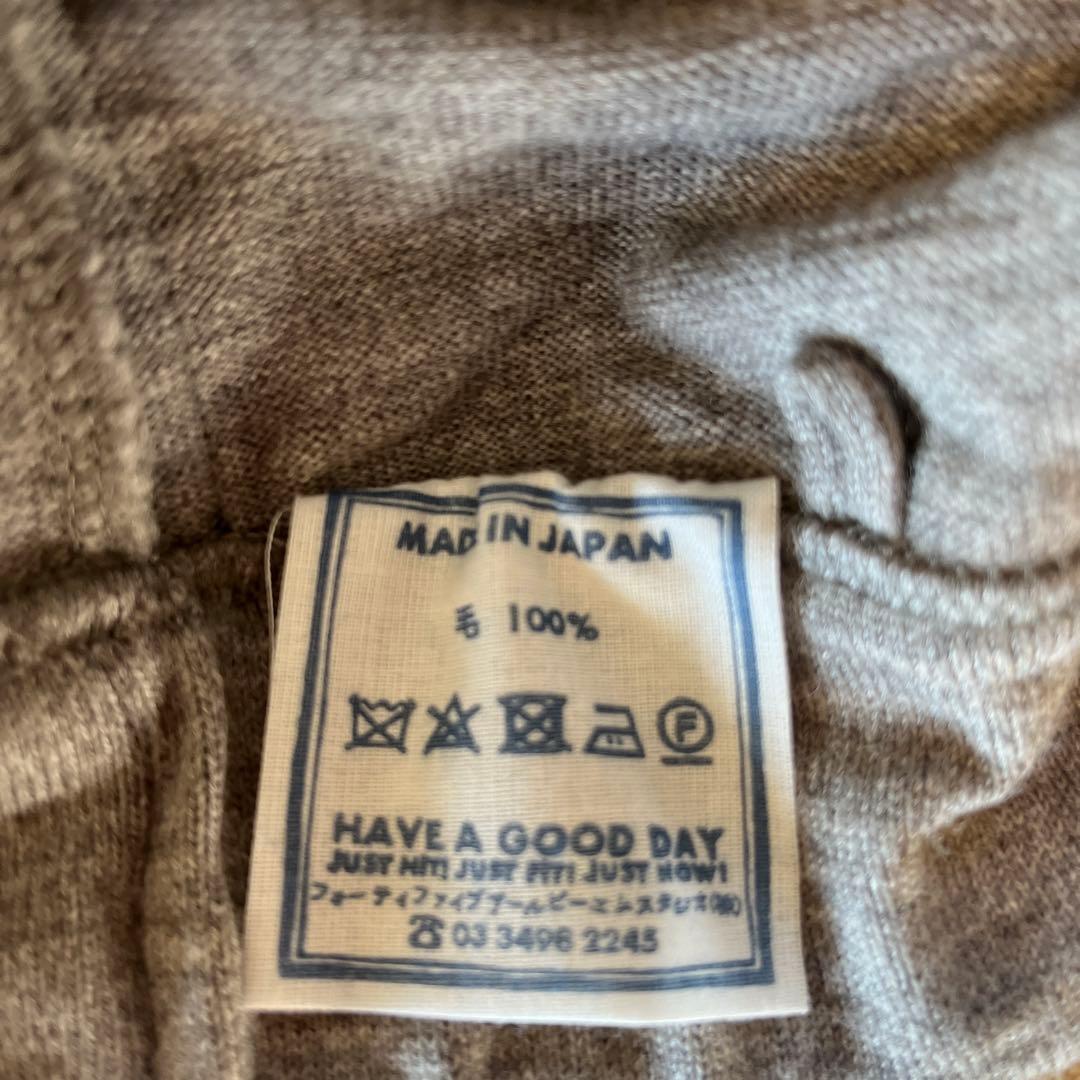 MADE IN JAPAN
毛 100%
F
HAVE A GOOD DAY
JUST HIT! JUST FIT! JUST NOW!
フォーティファイブアールピーエムスタジオ(株)
☎ 03 3496 2245